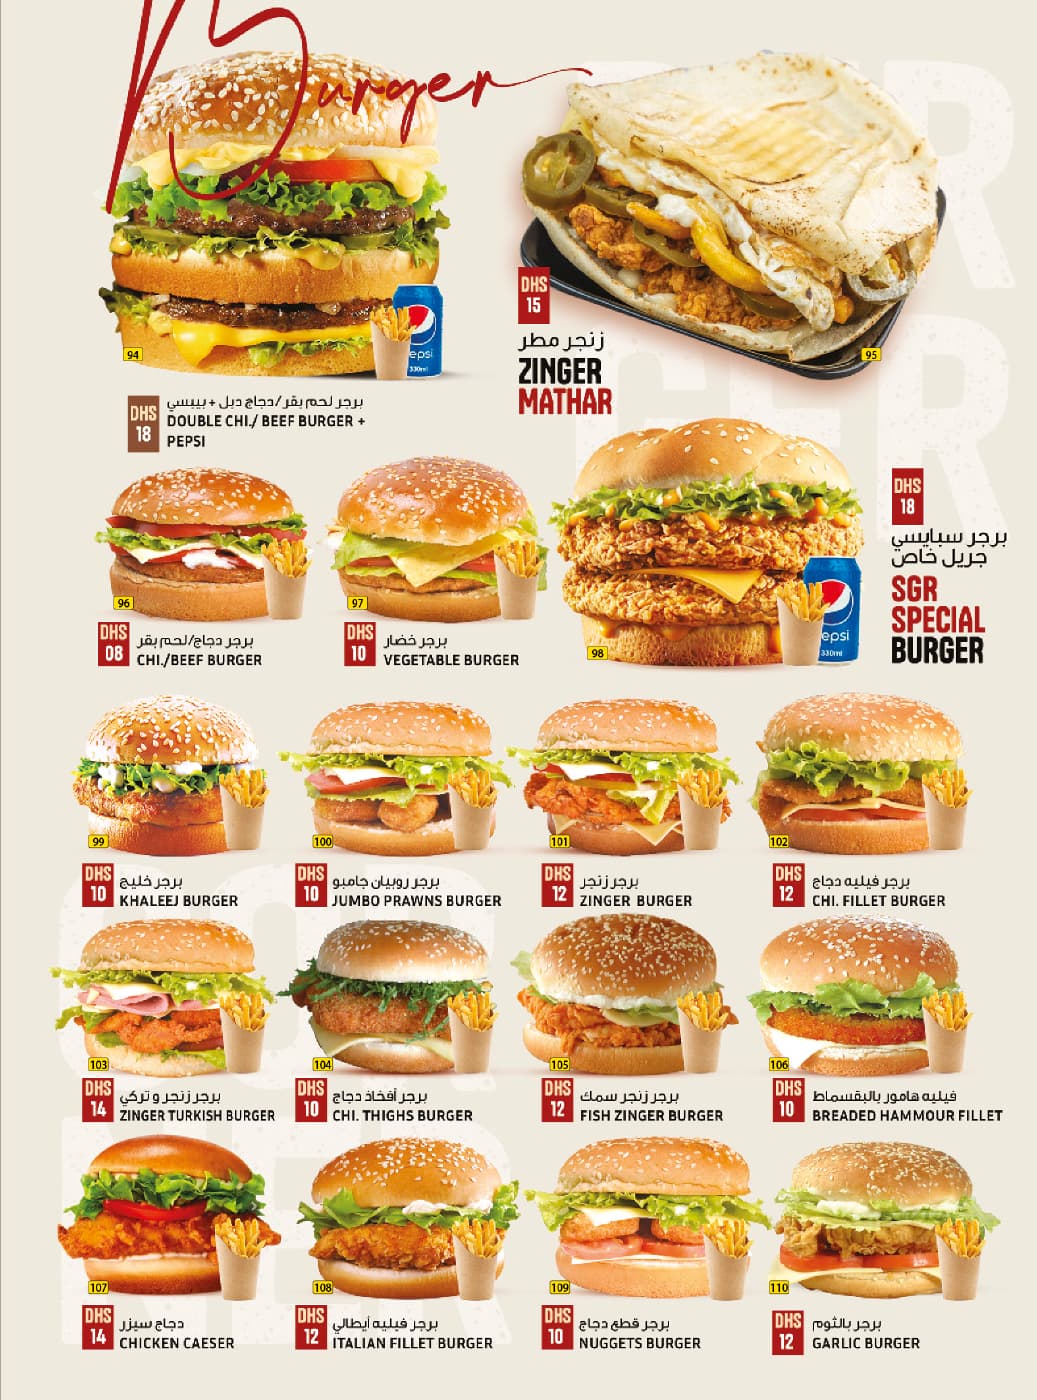 Burger
94
epsi
330ml
DHS
18
برجر لحم بقر/دجاج دبل + بيبسي
DOUBLE CHI./ BEEF BURGER +
PEPSI
95
DHS
15
زنجر مطر
ZINGER
MATHAR
96
DHS
08
برجر دجاج/لحم بقر
CHI./BEEF BURGER
97
DHS
10
برجر خضار
VEGETABLE BURGER
98
epsi
330ml
DHS
18
برجر سبايسي
جريل خاص
SGR
SPECIAL
BURGER
99
DHS
10
برجر خليج
KHALEEJ BURGER
100
DHS
10
برجر روبيان جامبو
JUMBO PRAWNS BURGER
101
DHS
12
برجر زنجر
ZINGER BURGER
102
DHS
12
برجر فيليه دجاج
CHI. FILLET BURGER
103
DHS
14
برجر زنجر و تركي
ZINGER TURKISH BURGER
104
DHS
10
برجر أفخاذ دجاج
CHI. THIGHS BURGER
105
DHS
12
برجر زنجر سمك
FISH ZINGER BURGER
106
DHS
10
فيليه هامور بالبقسماط
BREADED HAMMOUR FILLET
107
DHS
14
دجاج سيزر
CHICKEN CAESER
108
DHS
12
برجر فيليه أيطالي
ITALIAN FILLET BURGER
109
DHS
10
برجر قطع دجاج
NUGGETS BURGER
110
DHS
12
برجر بالثوم
GARLIC BURGER